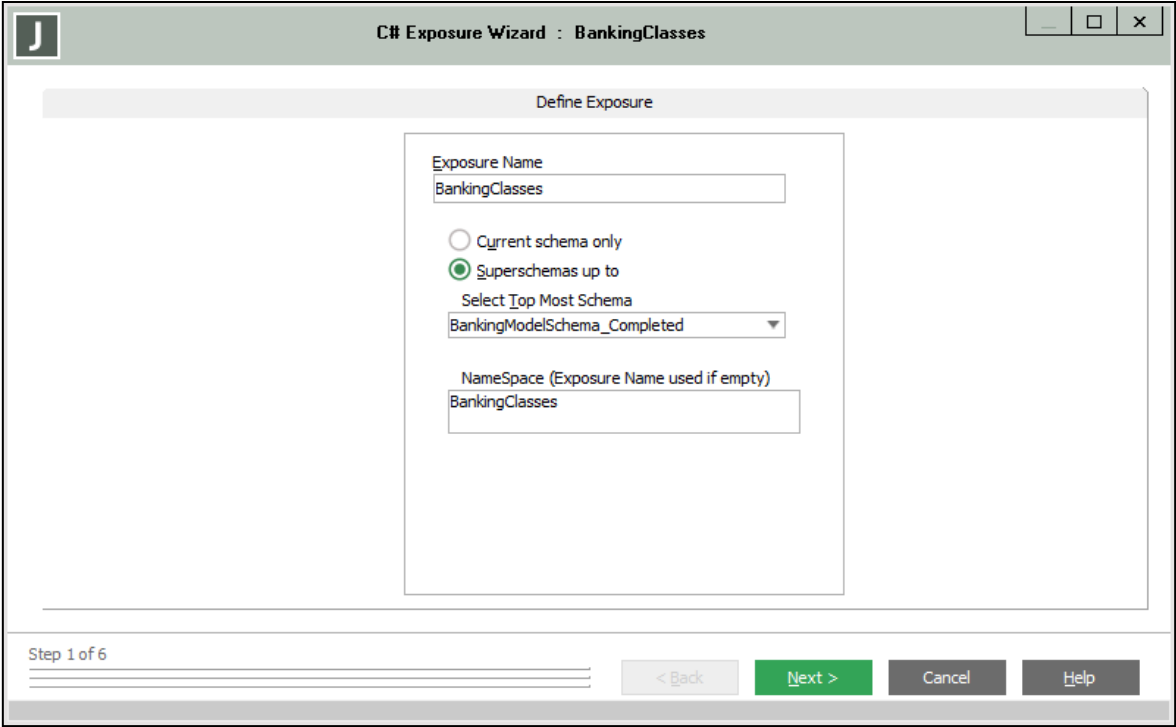 J
C# Exposure Wizard : BankingClasses
Define Exposure
Exposure Name
BankingClasses
Current schema only
Superschemas up to
Select Top Most Schema
BankingModelSchema_Completed
NameSpace (Exposure Name used if empty)
BankingClasses
Step 1 of 6
< Back
Next >
Cancel
Help